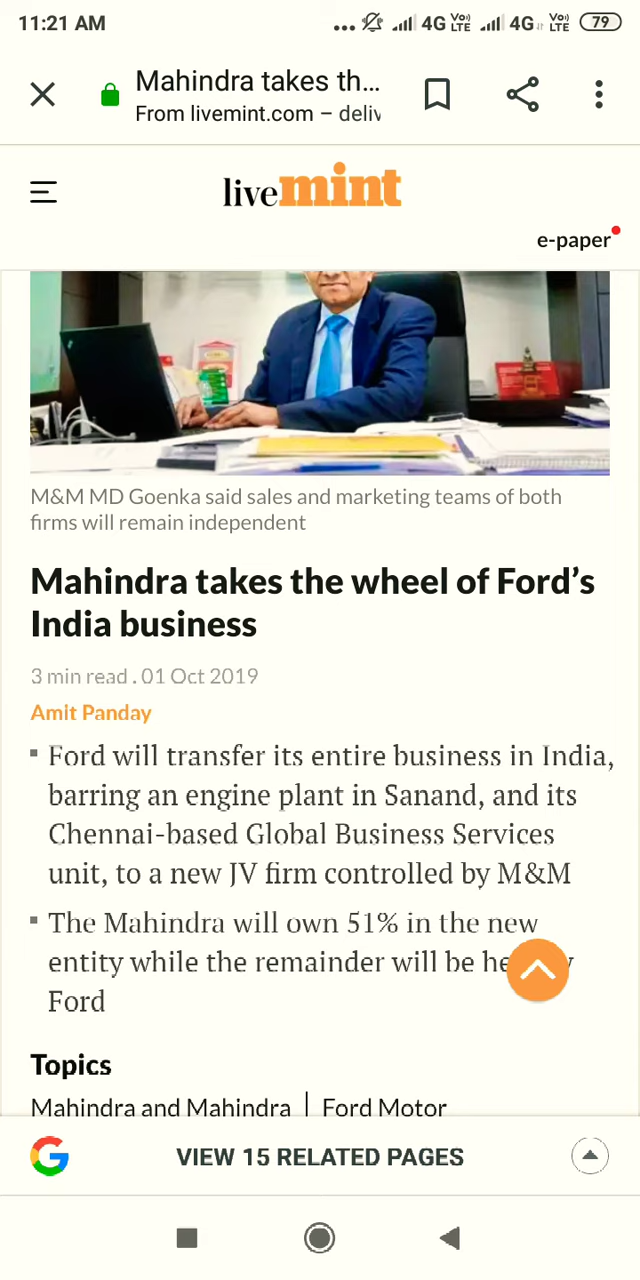 11:21 AM ... 4G Vo) LTE 4G Vo) LTE 79
Mahindra takes th...
From livemint.com – deliv
livemint
e-paper
M&M MD Goenka said sales and marketing teams of both
firms will remain independent
Mahindra takes the wheel of Ford's
India business
3 min read . 01 Oct 2019
Amit Panday
▪ Ford will transfer its entire business in India,
barring an engine plant in Sanand, and its
Chennai-based Global Business Services
unit, to a new JV firm controlled by M&M
▪ The Mahindra will own 51% in the new
entity while the remainder will be
Ford
Topics
Mahindra and Mahindra | Ford Motor
VIEW 15 RELATED PAGES